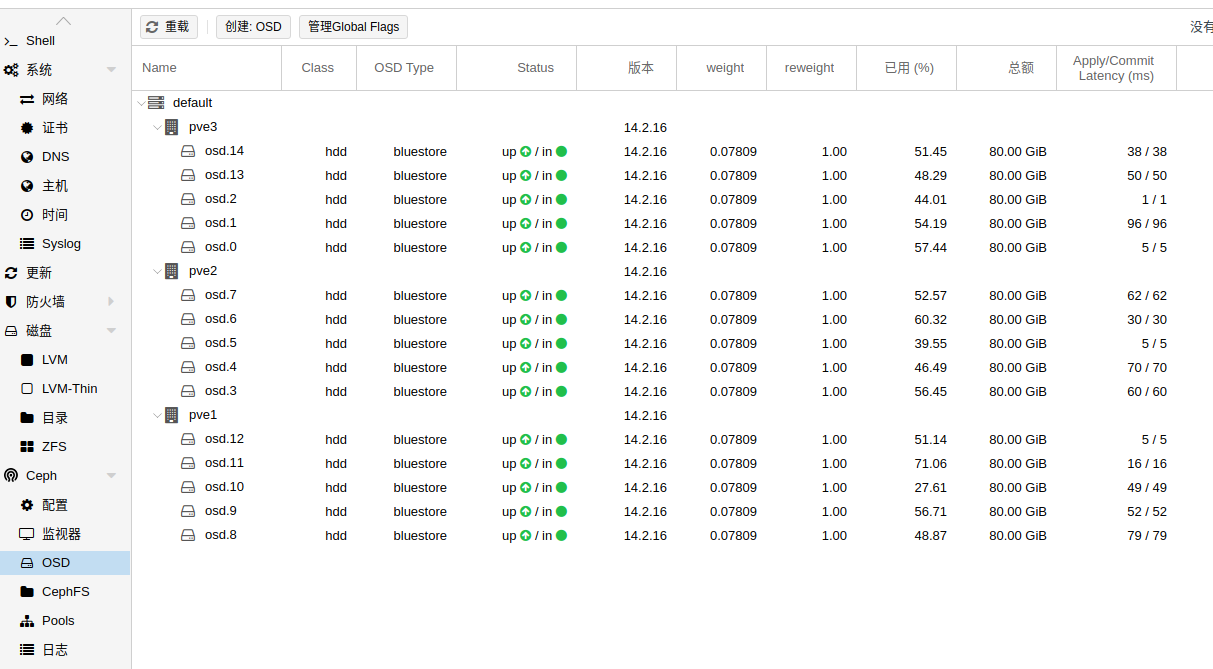 重载
创建: OSD
管理Global Flags
没有
Shell
系统
网络
证书
DNS
主机
时间
Syslog
更新
防火墙
磁盘
LVM
LVM-Thin
目录
ZFS
Ceph
配置
监视器
OSD
CephFS
Pools
日志
Name Class OSD Type Status 版本 weight reweight 已用 (%) 总额 Apply/Commit
Latency (ms)
default
pve3 14.2.16
osd.14 hdd bluestore up / in 14.2.16 0.07809 1.00 51.45 80.00 GiB 38 / 38
osd.13 hdd bluestore up / in 14.2.16 0.07809 1.00 48.29 80.00 GiB 50 / 50
osd.2 hdd bluestore up / in 14.2.16 0.07809 1.00 44.01 80.00 GiB 1 / 1
osd.1 hdd bluestore up / in 14.2.16 0.07809 1.00 54.19 80.00 GiB 96 / 96
osd.0 hdd bluestore up / in 14.2.16 0.07809 1.00 57.44 80.00 GiB 5 / 5
pve2 14.2.16
osd.7 hdd bluestore up / in 14.2.16 0.07809 1.00 52.57 80.00 GiB 62 / 62
osd.6 hdd bluestore up / in 14.2.16 0.07809 1.00 60.32 80.00 GiB 30 / 30
osd.5 hdd bluestore up / in 14.2.16 0.07809 1.00 39.55 80.00 GiB 5 / 5
osd.4 hdd bluestore up / in 14.2.16 0.07809 1.00 46.49 80.00 GiB 70 / 70
osd.3 hdd bluestore up / in 14.2.16 0.07809 1.00 56.45 80.00 GiB 60 / 60
pve1 14.2.16
osd.12 hdd bluestore up / in 14.2.16 0.07809 1.00 51.14 80.00 GiB 5 / 5
osd.11 hdd bluestore up / in 14.2.16 0.07809 1.00 71.06 80.00 GiB 16 / 16
osd.10 hdd bluestore up / in 14.2.16 0.07809 1.00 27.61 80.00 GiB 49 / 49
osd.9 hdd bluestore up / in 14.2.16 0.07809 1.00 56.71 80.00 GiB 52 / 52
osd.8 hdd bluestore up / in 14.2.16 0.07809 1.00 48.87 80.00 GiB 79 / 79